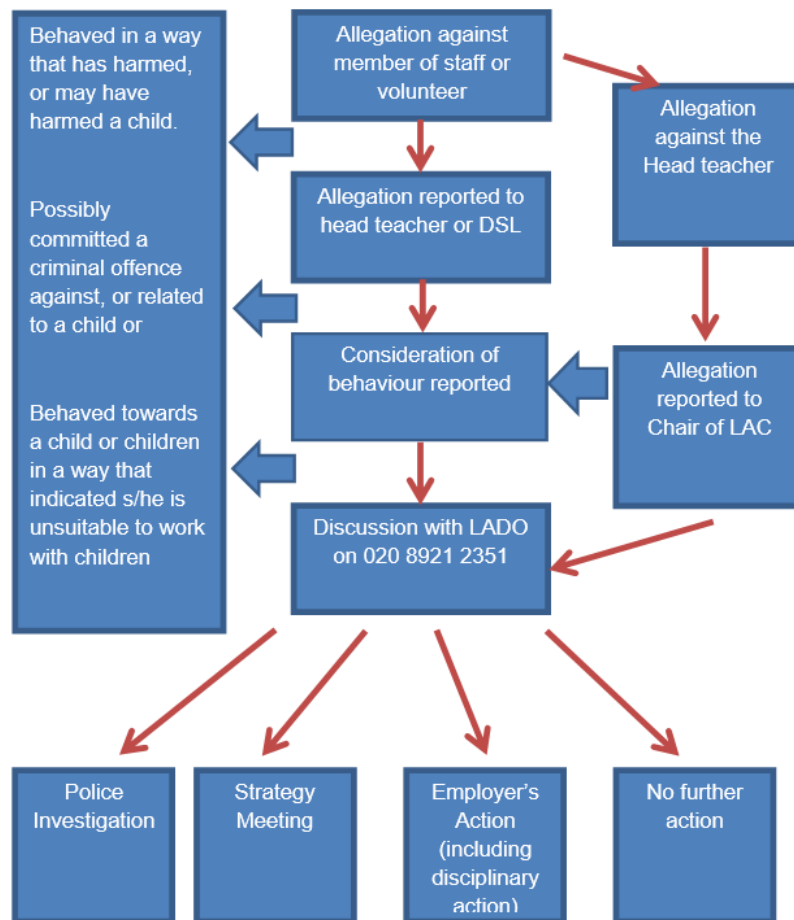 Behaved in a way
that has harmed,
or may have
harmed a child.
Possibly
committed a
criminal offence
against, or related
to a child or
Behaved towards
a child or children
in a way that
indicated s/he is
unsuitable to work
with children
Allegation against
member of staff or
volunteer
Allegation
against the
Head teacher
Allegation reported to
head teacher or DSL
Consideration of
behaviour reported
Allegation
reported to
Chair of LAC
Discussion with LADO
on 020 8921 2351
Police
Investigation
Strategy
Meeting
Employer's
Action
(including
disciplinary
action)
No further
action